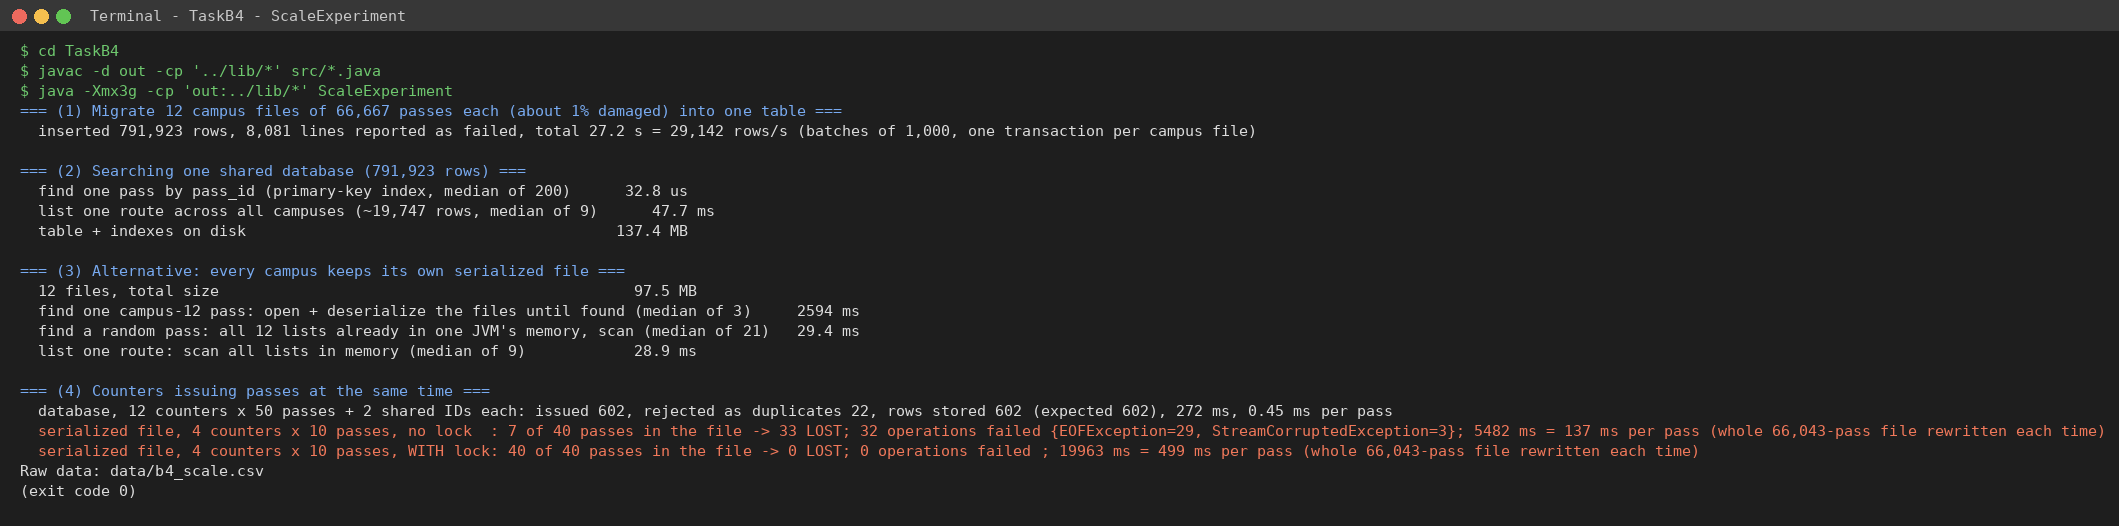 Terminal - TaskB4 - ScaleExperiment
$ cd TaskB4
$ javac -d out -cp '../lib/*' src/*.java
$ java -Xmx3g -cp 'out:../lib/*' ScaleExperiment
=== (1) Migrate 12 campus files of 66,667 passes each (about 1% damaged) into one table ===
  inserted 791,923 rows, 8,081 lines reported as failed, total 27.2 s = 29,142 rows/s (batches of 1,000, one transaction per campus file)
=== (2) Searching one shared database (791,923 rows) ===
  find one pass by pass_id (primary-key index, median of 200)      32.8 us
  list one route across all campuses (~19,747 rows, median of 9)      47.7 ms
  table + indexes on disk                                         137.4 MB
=== (3) Alternative: every campus keeps its own serialized file ===
  12 files, total size                                              97.5 MB
  find one campus-12 pass: open + deserialize the files until found (median of 3)     2594 ms
  find a random pass: all 12 lists already in one JVM's memory, scan (median of 21)   29.4 ms
  list one route: scan all lists in memory (median of 9)            28.9 ms
=== (4) Counters issuing passes at the same time ===
  database, 12 counters x 50 passes + 2 shared IDs each: issued 602, rejected as duplicates 22, rows stored 602 (expected 602), 272 ms, 0.45 ms per pass
  serialized file, 4 counters x 10 passes, no lock  : 7 of 40 passes in the file -> 33 LOST; 32 operations failed {EOFException=29, StreamCorruptedException=3}; 5482 ms = 137 ms per pass (whole 66,043-pass file rewritten each time)
  serialized file, 4 counters x 10 passes, WITH lock: 40 of 40 passes in the file -> 0 LOST; 0 operations failed ; 19963 ms = 499 ms per pass (whole 66,043-pass file rewritten each time)
Raw data: data/b4_scale.csv
(exit code 0)